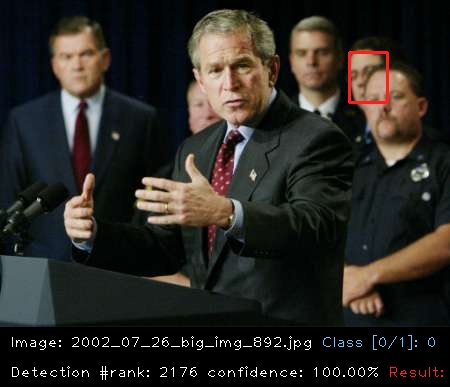 Image: 2002_07_26_big_img_892.jpg Class [0/1]: 0
Detection #rank: 2176 confidence: 100.00% Result: